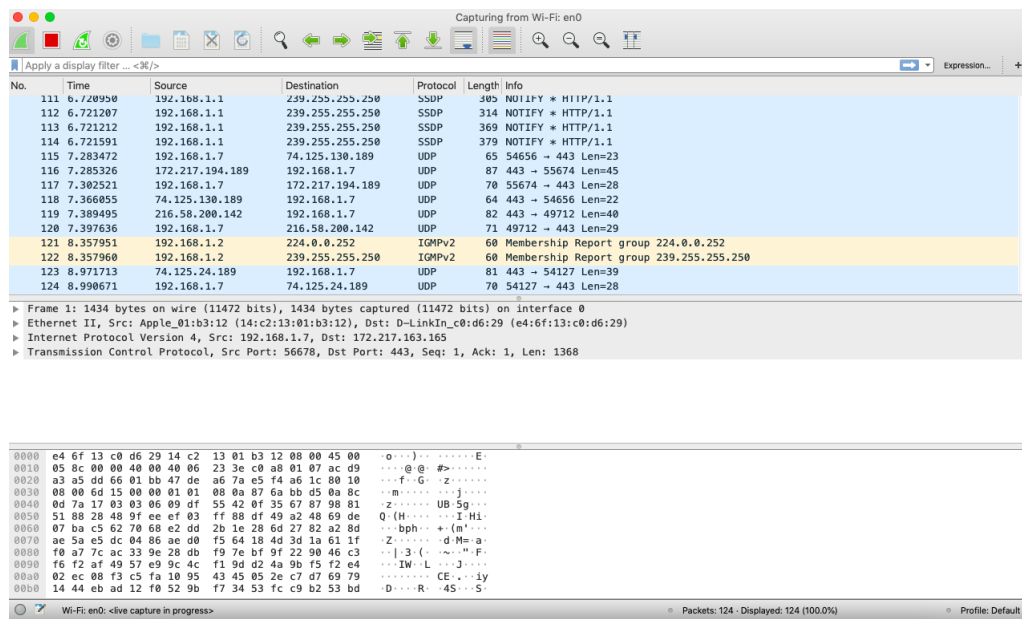 Capturing from Wi-Fi: en0
Apply a display filter ... <⌘/>
Expression...
+
No. Time Source Destination Protocol Length Info
111 6.720950 192.168.1.1 239.255.255.250 SSDP 305 NOTIFY * HTTP/1.1
112 6.721207 192.168.1.1 239.255.255.250 SSDP 314 NOTIFY * HTTP/1.1
113 6.721212 192.168.1.1 239.255.255.250 SSDP 369 NOTIFY * HTTP/1.1
114 6.721591 192.168.1.1 239.255.255.250 SSDP 379 NOTIFY * HTTP/1.1
115 7.283472 192.168.1.7 74.125.130.189 UDP 65 54656 → 443 Len=23
116 7.285326 172.217.194.189 192.168.1.7 UDP 87 443 → 55674 Len=45
117 7.302521 192.168.1.7 172.217.194.189 UDP 70 55674 → 443 Len=28
118 7.366055 74.125.130.189 192.168.1.7 UDP 64 443 → 54656 Len=22
119 7.389495 216.58.200.142 192.168.1.7 UDP 82 443 → 49712 Len=40
120 7.397636 192.168.1.7 216.58.200.142 UDP 71 49712 → 443 Len=29
121 8.357951 192.168.1.2 224.0.0.252 IGMPv2 60 Membership Report group 224.0.0.252
122 8.357960 192.168.1.2 239.255.255.250 IGMPv2 60 Membership Report group 239.255.255.250
123 8.971713 74.125.24.189 192.168.1.7 UDP 81 443 → 54127 Len=39
124 8.990671 192.168.1.7 74.125.24.189 UDP 70 54127 → 443 Len=28
Frame 1: 1434 bytes on wire (11472 bits), 1434 bytes captured (11472 bits) on interface 0
Ethernet II, Src: Apple_01:b3:12 (14:c2:13:01:b3:12), Dst: D-LinkIn_c0:d6:29 (e4:6f:13:c0:d6:29)
Internet Protocol Version 4, Src: 192.168.1.7, Dst: 172.217.163.165
Transmission Control Protocol, Src Port: 56678, Dst Port: 443, Seq: 1, Ack: 1, Len: 1368
0000 e4 6f 13 c0 d6 29 14 c2 13 01 b3 12 08 00 45 00 ·o···)·· ······E·
0010 05 8c 00 00 40 00 40 06 23 3e c0 a8 01 07 ac d9 ····@·@· #>······
0020 a3 a5 dd 66 01 bb 47 de a6 7a e5 f4 a6 1c 80 10 ···f··G· ·z······
0030 08 00 6d 15 00 00 01 01 08 0a 87 6a bb d5 0a 8c ··m····· ···j····
0040 0d 7a 17 03 03 06 09 df 55 42 0f 35 67 87 98 81 ·z······ UB·5g···
0050 51 88 28 48 9f ee ef 03 ff 88 df 49 a2 48 69 de Q·(H···· ···I·Hi·
0060 07 ba c5 62 70 68 e2 dd 2b 1e 28 6d 27 82 a2 8d ···bph·· +·(m'···
0070 ae 5a e5 dc 04 86 ae d0 f5 64 18 4d 3d 1a 61 1f ·Z······ ·d·M=·a·
0080 f0 a7 7c ac 33 9e 28 db f9 7e bf 9f 22 90 46 c3 ··|·3·(· ·~··"·F·
0090 f6 f2 af 49 57 e9 9c 4c f1 9d d2 4a 9b f5 f2 e4 ···IW··L ···J····
00a0 02 ec 08 f3 c5 fa 10 95 43 45 05 2e c7 d7 69 79 ········ CE·.··iy
00b0 14 44 eb ad 12 f0 52 9b f7 34 53 fc c9 b2 53 bd ·D····R· ·4S···S·
Wi-Fi: en0: <live capture in progress>
Packets: 124 · Displayed: 124 (100.0%)
Profile: Default